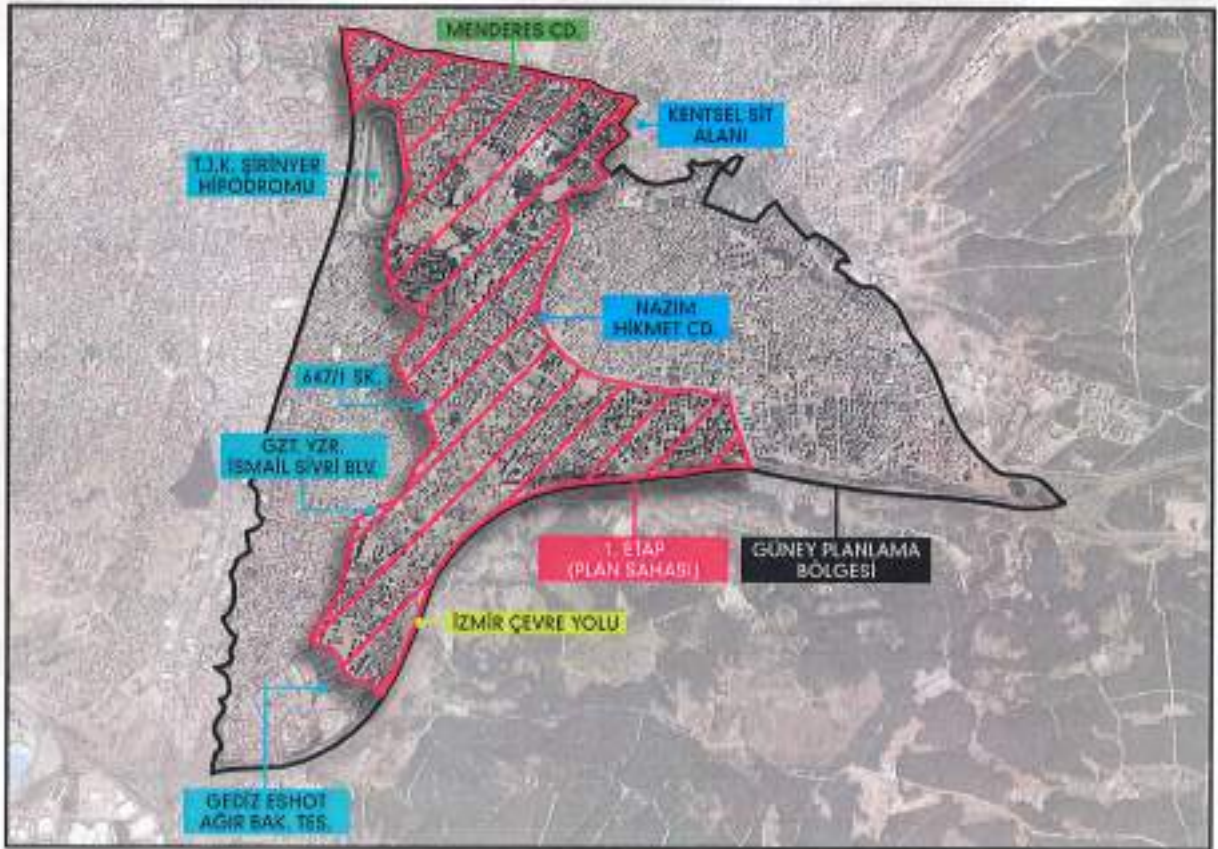 MENDERES CD.
KENTSEL SİT
ALANI
T.J.K. ŞİRİNYER
HİPODROMU
NAZIM
HİKMET CD.
647/1 SK.
GZT. YZR.
İSMAİL SİVRİ BLV.
1. ETAP
(PLAN SAHASI)
GÜNEY PLANLAMA
BÖLGESİ
İZMİR ÇEVRE YOLU
GEDİZ ESHOT
AĞIR BAK. TES.